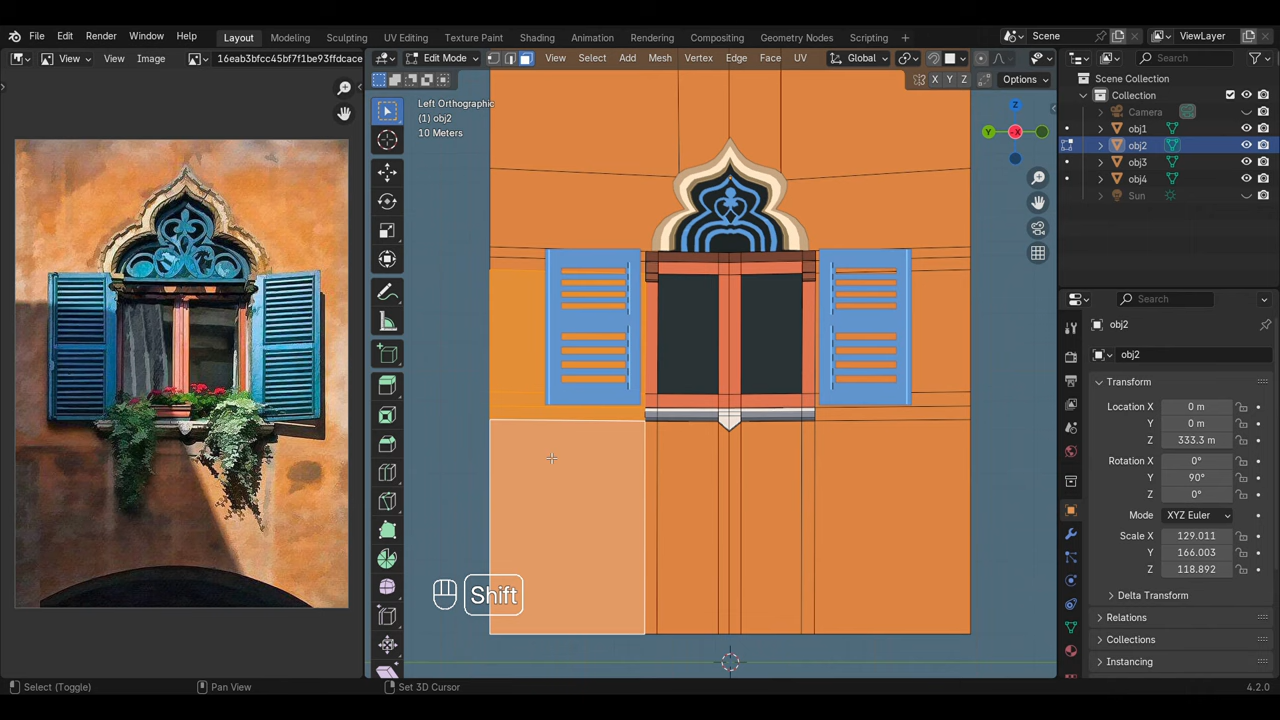 File Edit Render Window Help Layout Modeling Sculpting UV Editing Texture Paint Shading Animation Rendering Compositing Geometry Nodes Scripting Scene ViewLayer
View View Image 16eab3bfcc45bf7f1be93ffdcace Edit Mode View Select Add Mesh Vertex Edge Face UV Global Search
X Y Z Options Scene Collection
Collection
Left Orthographic
(1) obj2
10 Meters
Camera
obj1
obj2
obj3
obj4
Sun
Z
Y
-X
Search
obj2
obj2
Transform
Location X 0 m
Y 0 m
Z 333.3 m
Rotation X 0°
Y 90°
Z 0°
Mode XYZ Euler
Scale X 129.011
Y 166.003
Z 118.892
Delta Transform
Relations
Collections
Instancing
Shift
Select (Toggle) Pan View Set 3D Cursor